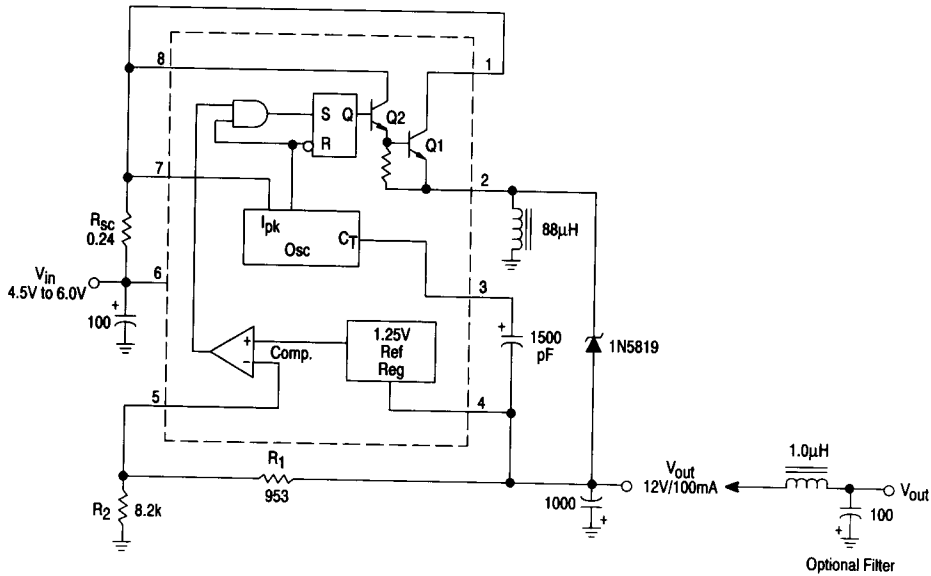 8
1
S Q
Q2
R
Q1
7
2
Ipk
Osc
CT
Rsc
0.24
88μH
Vin
4.5V to 6.0V
6
3
+
100
+
1500
pF
1N5819
+
−
Comp.
1.25V
Ref
Reg
5
4
R1
953
Vout
12V/100mA
1.0μH
Vout
R2
8.2k
1000
+
100
+
Optional Filter